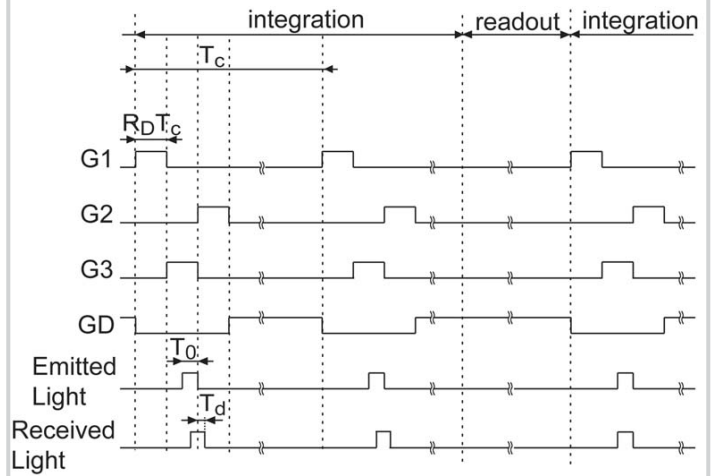 integration readout integration
Tc
RDTc
G1
G2
G3
GD
T0
Emitted
Light
Td
Received
Light